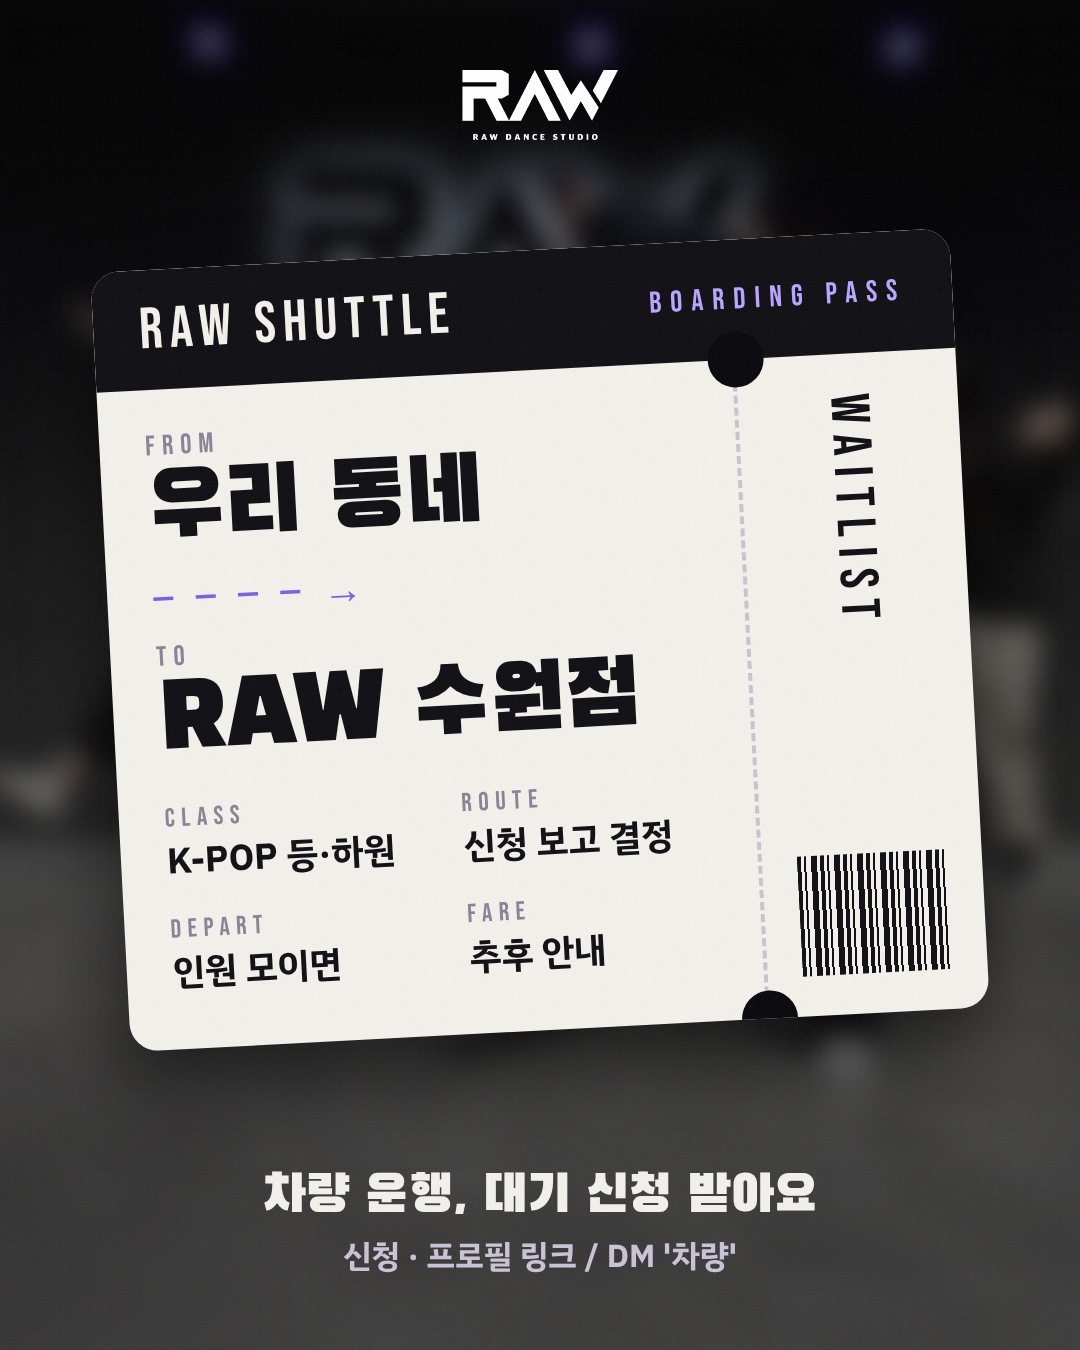 RAW
RAW DANCE STUDIO
RAW SHUTTLE
BOARDING PASS
FROM
우리 동네
TO
RAW 수원점
CLASS
K-POP 등·하원
ROUTE
신청 보고 결정
DEPART
인원 모이면
FARE
추후 안내
WAITLIST
차량 운행, 대기 신청 받아요
신청 · 프로필 링크 / DM '차량'